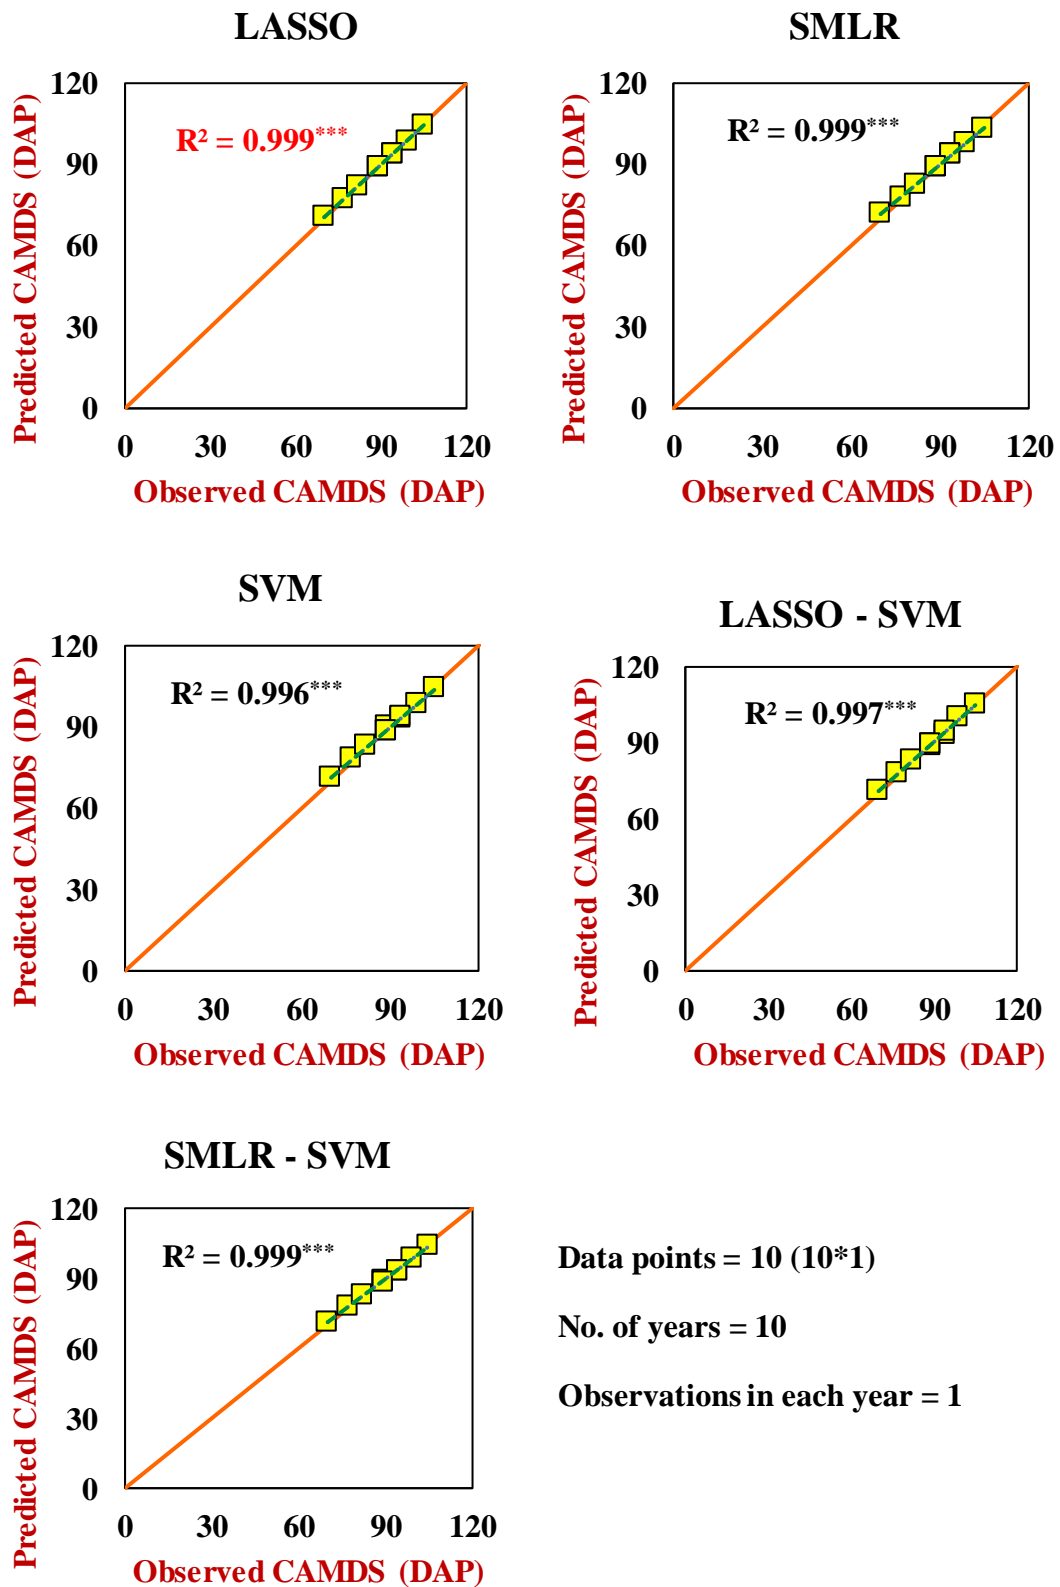 LASSO
Predicted CAMDS (DAP)
120
90
60
30
0
R² = 0.999***
0 30 60 90 120
Observed CAMDS (DAP)
SMLR
Predicted CAMDS (DAP)
120
90
60
30
0
R² = 0.999***
0 30 60 90 120
Observed CAMDS (DAP)
SVM
Predicted CAMDS (DAP)
120
90
60
30
0
R² = 0.996***
0 30 60 90 120
Observed CAMDS (DAP)
LASSO - SVM
Predicted CAMDS (DAP)
120
90
60
30
0
R² = 0.997***
0 30 60 90 120
Observed CAMDS (DAP)
SMLR - SVM
Predicted CAMDS (DAP)
120
90
60
30
0
R² = 0.999***
0 30 60 90 120
Observed CAMDS (DAP)
Data points = 10 (10*1)
No. of years = 10
Observations in each year = 1